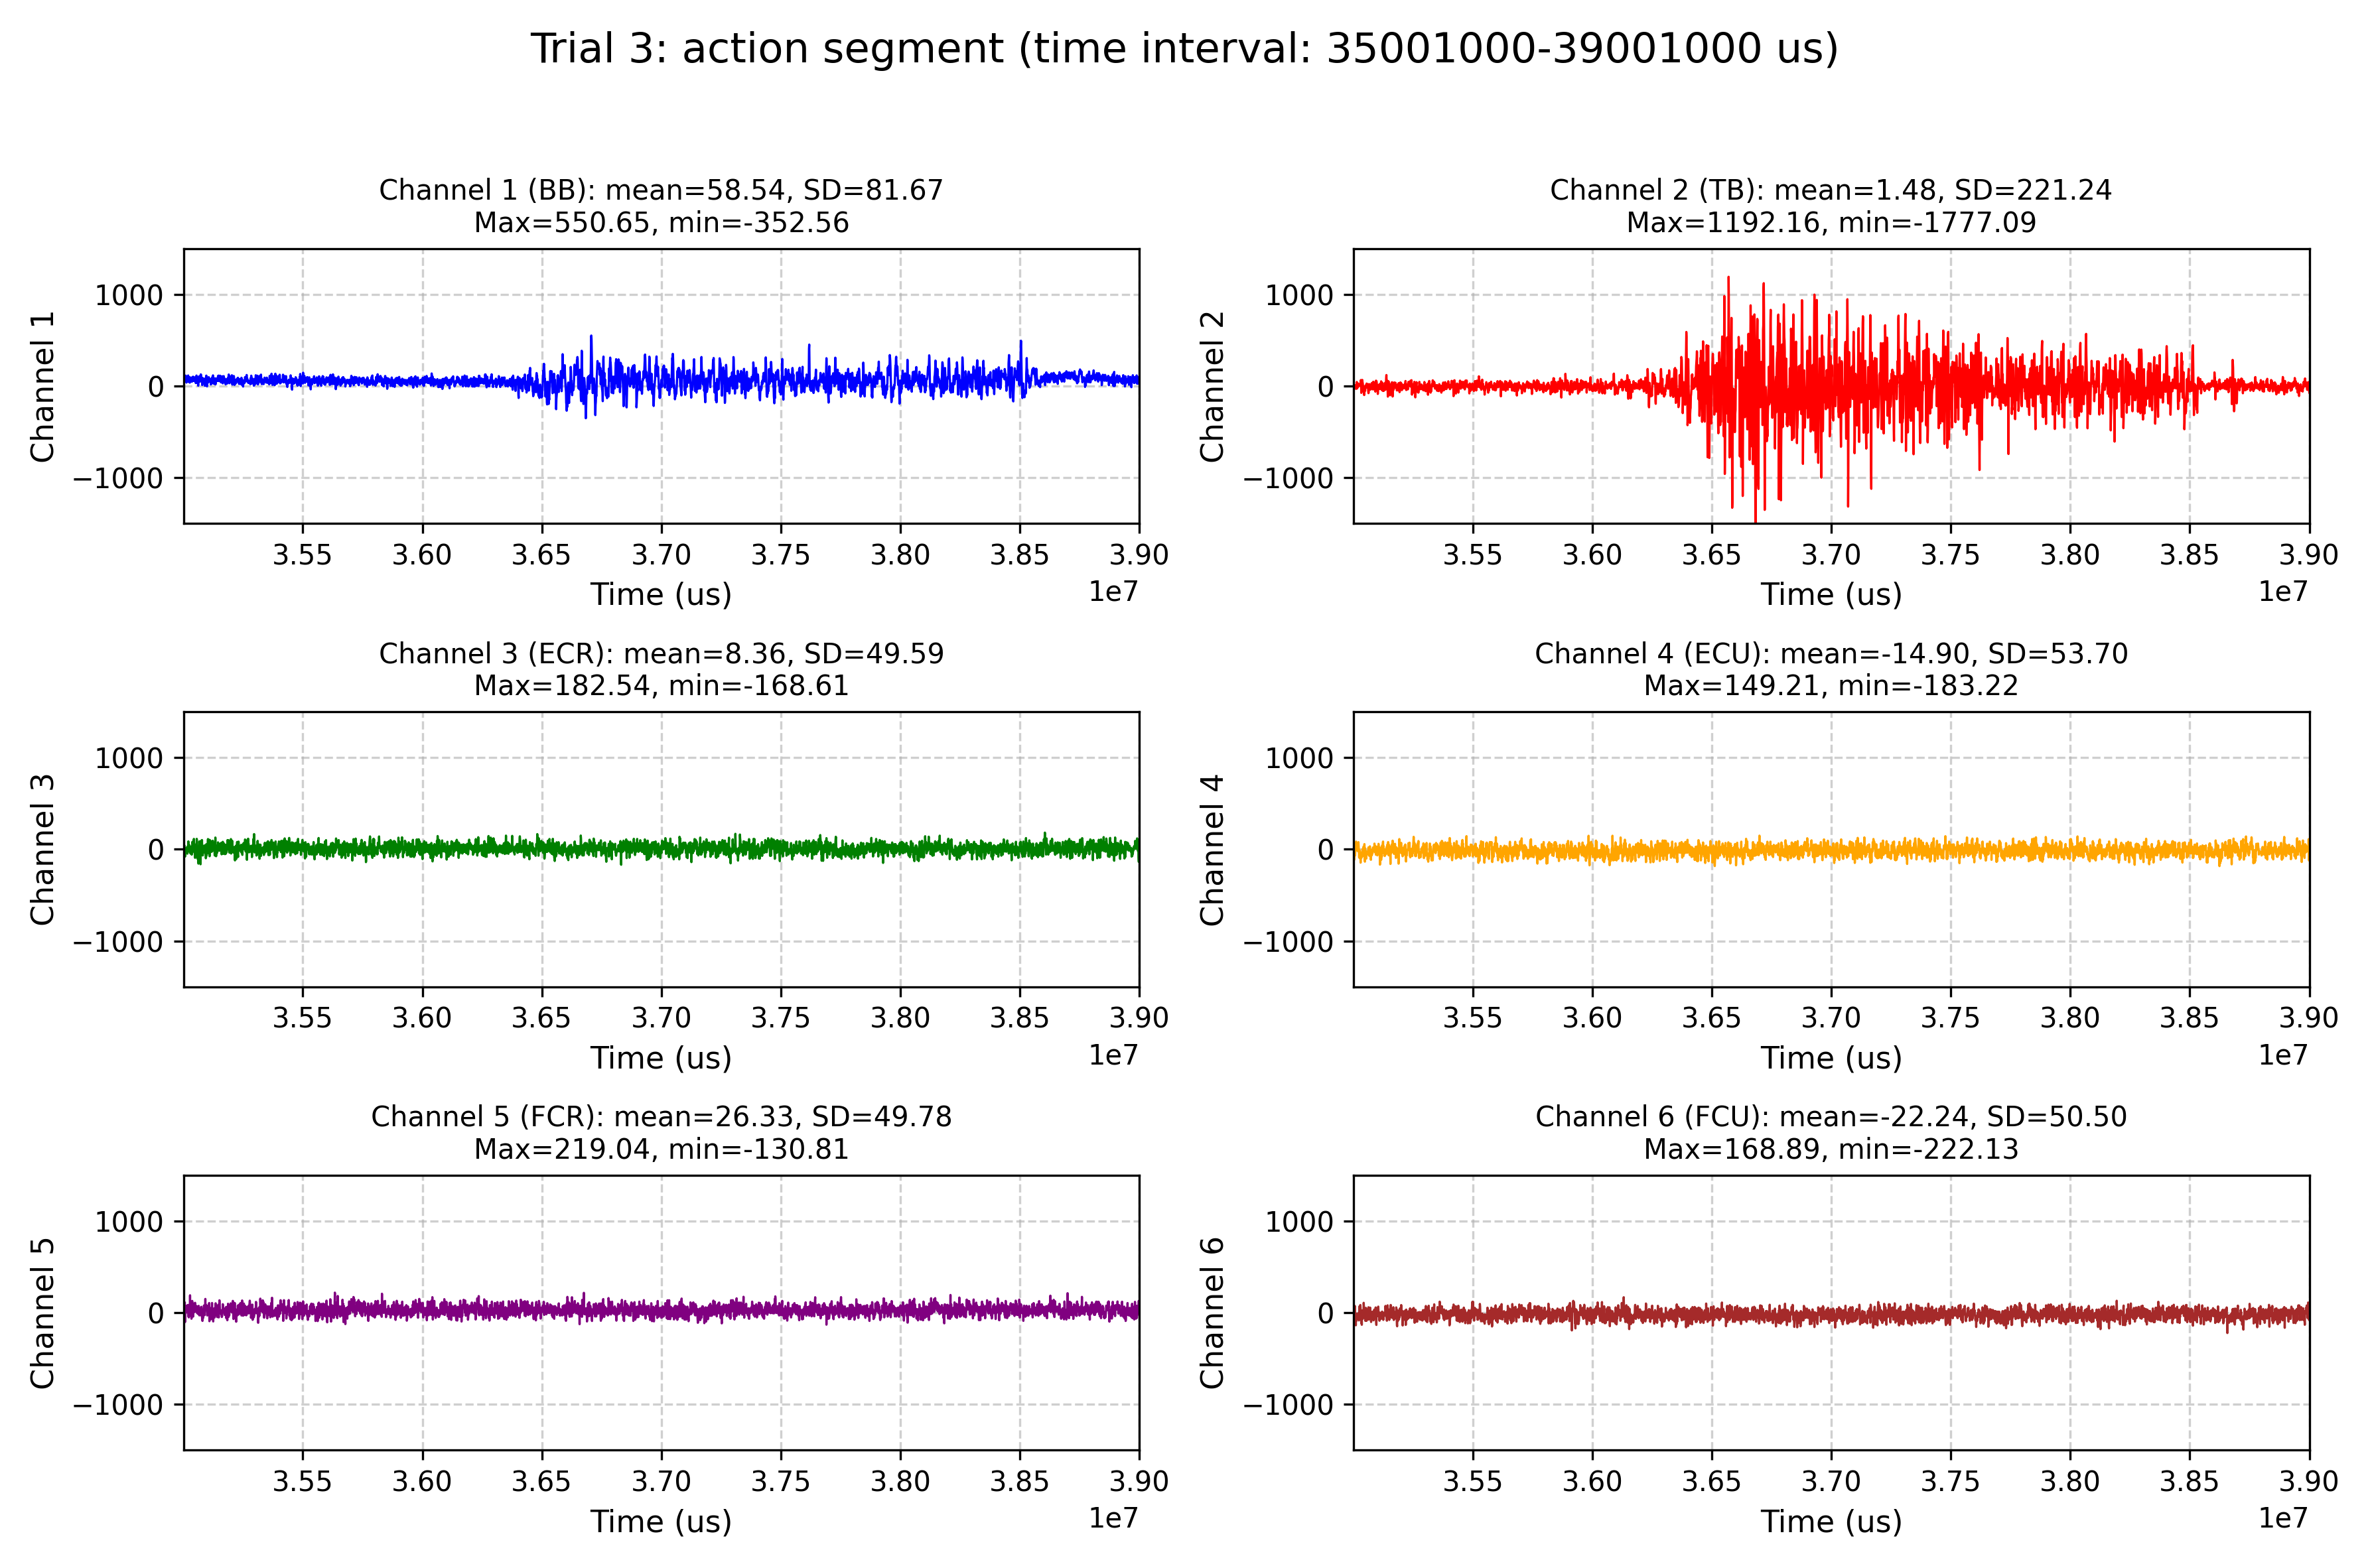 Trial 3: action segment (time interval: 35001000-39001000 us)
Channel 1 (BB): mean=58.54, SD=81.67
Max=550.65, min=-352.56
Channel 1
1000
0
−1000
3.55 3.60 3.65 3.70 3.75 3.80 3.85 3.90
Time (us)
1e7
Channel 2 (TB): mean=1.48, SD=221.24
Max=1192.16, min=-1777.09
Channel 2
1000
0
−1000
3.55 3.60 3.65 3.70 3.75 3.80 3.85 3.90
Time (us)
1e7
Channel 3 (ECR): mean=8.36, SD=49.59
Max=182.54, min=-168.61
Channel 3
1000
0
−1000
3.55 3.60 3.65 3.70 3.75 3.80 3.85 3.90
Time (us)
1e7
Channel 4 (ECU): mean=-14.90, SD=53.70
Max=149.21, min=-183.22
Channel 4
1000
0
−1000
3.55 3.60 3.65 3.70 3.75 3.80 3.85 3.90
Time (us)
1e7
Channel 5 (FCR): mean=26.33, SD=49.78
Max=219.04, min=-130.81
Channel 5
1000
0
−1000
3.55 3.60 3.65 3.70 3.75 3.80 3.85 3.90
Time (us)
1e7
Channel 6 (FCU): mean=-22.24, SD=50.50
Max=168.89, min=-222.13
Channel 6
1000
0
−1000
3.55 3.60 3.65 3.70 3.75 3.80 3.85 3.90
Time (us)
1e7